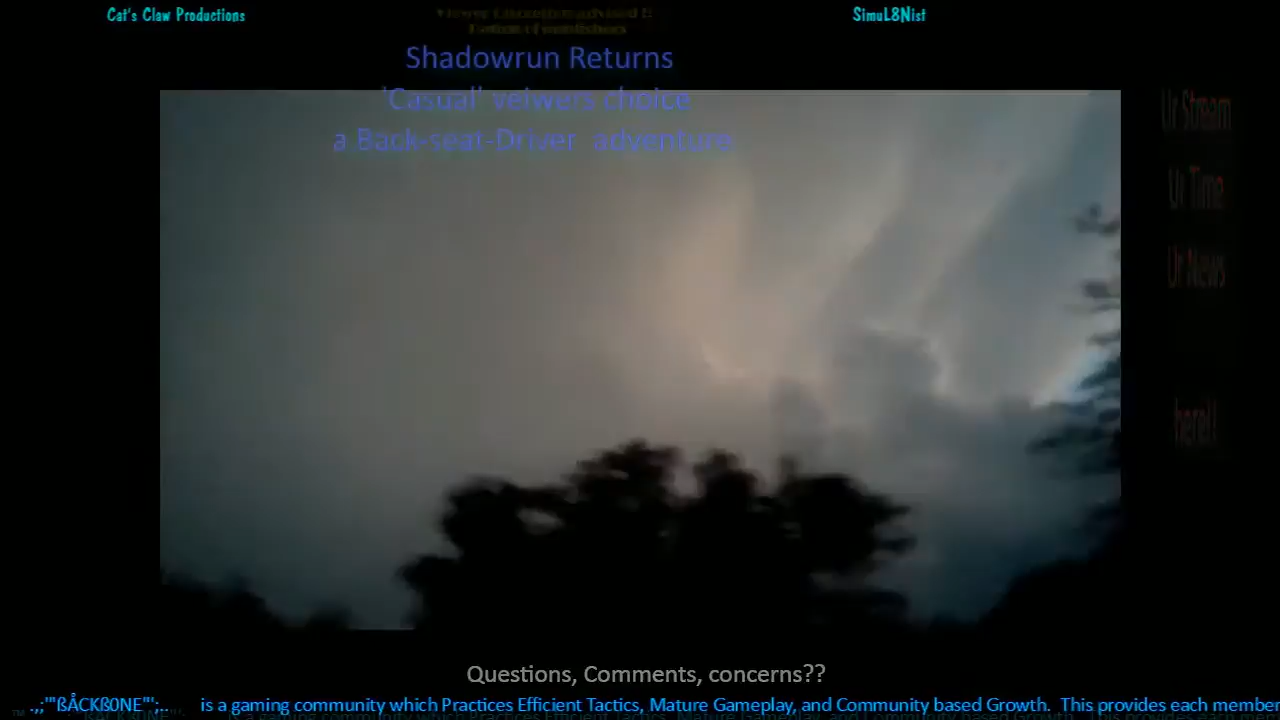 Cat's Claw Productions
SimuL8Nist
Shadowrun Returns
'Casual' veiwers choice
a Back-seat-Driver adventure
Ur Stream
Ur Time
Ur News
here!!
Questions, Comments, concerns??
.,;'"ßÅCKß0NE"';.. is a gaming community which Practices Efficient Tactics, Mature Gameplay, and Community based Growth. This provides each member